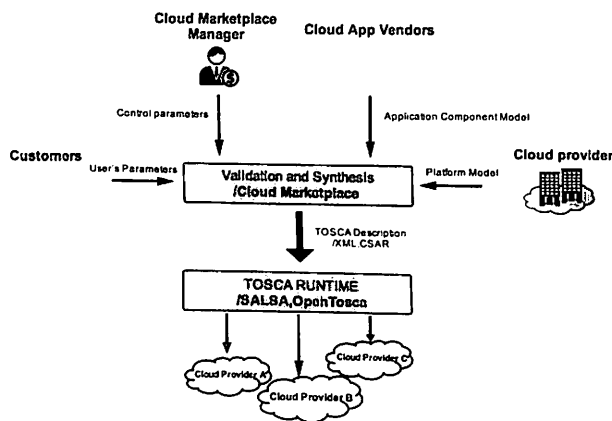 Cloud Marketplace
Manager
Cloud App Vendors
Control parameters
Application Component Model
Customers
User's Parameters
Validation and Synthesis
/Cloud Marketplace
Platform Model
Cloud provider
TOSCA Description
/XML,CSAR
TOSCA RUNTIME
/SALSA,OpenTosca
Cloud Provider A
Cloud Provider B
Cloud Provider C